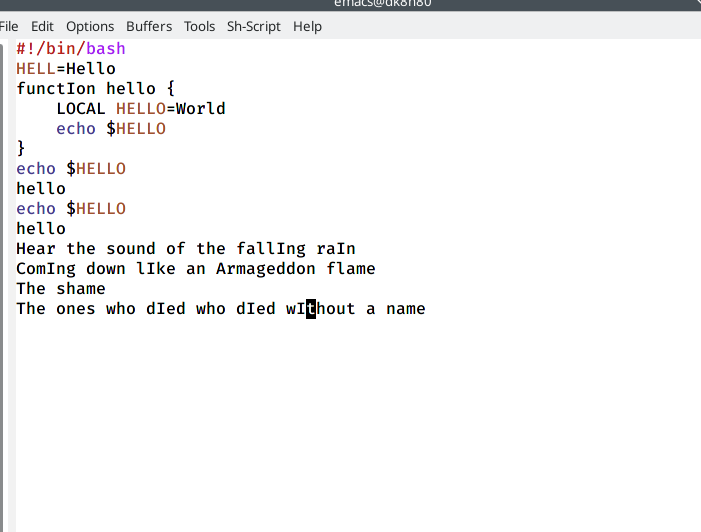 emacs@dk8n80
File Edit Options Buffers Tools Sh-Script Help
#!/bin/bash
HELL=Hello
functIon hello {
    LOCAL HELLO=World
    echo $HELLO
}
echo $HELLO
hello
echo $HELLO
hello
Hear the sound of the fallIng raIn
ComIng down lIke an Armageddon flame
The shame
The ones who dIed who dIed wIthout a name